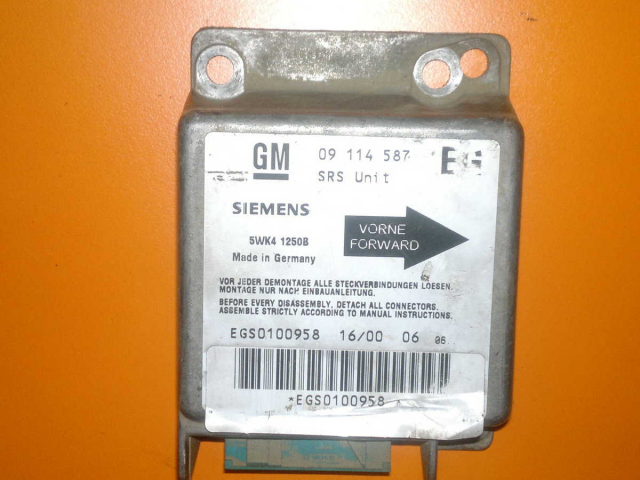 GM 09 114 587 EG
SRS Unit
SIEMENS
5WK4 1250B
Made in Germany
VORNE
FORWARD
VOR JEDER DEMONTAGE ALLE STECKVERBINDUNGEN LOESEN.
MONTAGE NUR NACH EINBAUANLEITUNG.
BEFORE EVERY DISASSEMBLY, DETACH ALL CONNECTORS.
ASSEMBLE STRICTLY ACCORDING TO MANUAL INSTRUCTIONS.
EGS0100958 16/00 06 06
*EGS0100958